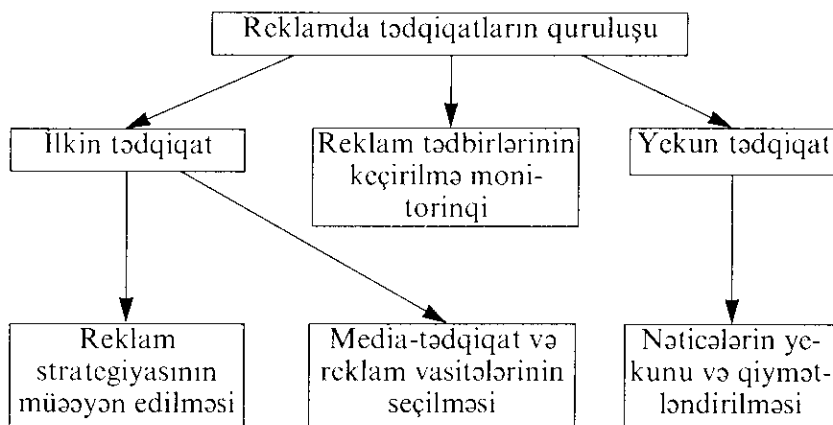 Reklamda tədqiqatların quruluşu
İlkin tədqiqat
Reklam tədbirlərinin
keçirilmə moni-
torinqi
Yekun tədqiqat
Reklam
strategiyasının
müəəyən edilməsi
Media-tədqiqat və
reklam vasitələrinin
seçilməsi
Nəticələrin ye-
kunu və qiymət-
ləndirilməsi